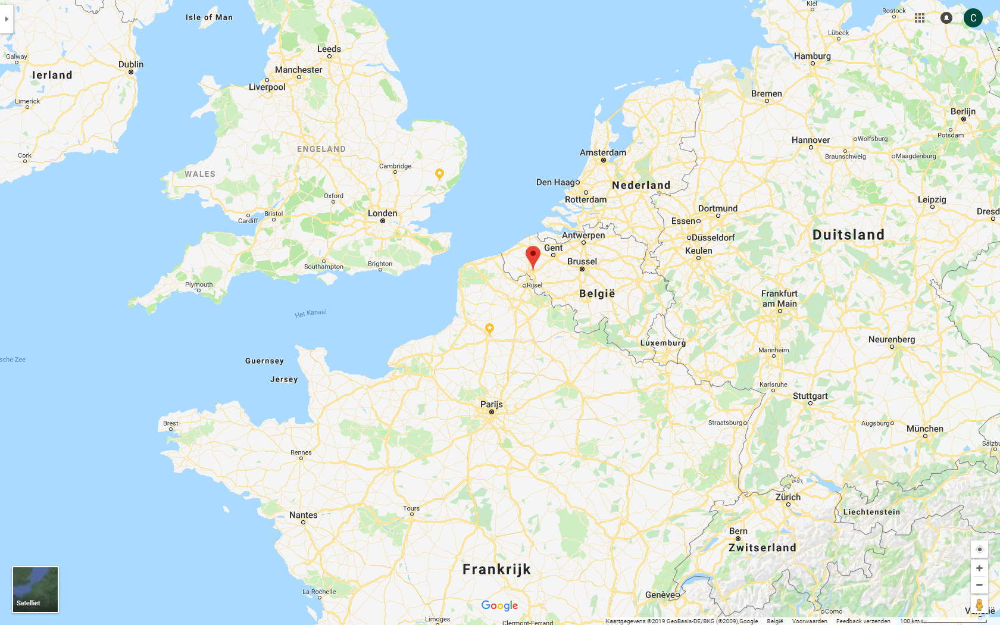 Kiel
Rostock
Isle of Man
C
Lübeck
Leeds
Galway
Hamburg
Dublin
Manchester
Ierland
Liverpool
Bremen
Limerick
Berlijn
Potsdam
Hannover
Wolfsburg
ENGELAND
Amsterdam
Cork
Braunschweig
Maagdenburg
Cambridge
WALES
Den Haag
Nederland
Oxford
Rotterdam
Leipzig
Dortmund
Londen
Bristol
Dresd
Cardiff
Essen
Antwerpen
Duitsland
Düsseldorf
Gent
Keulen
Brussel
Brighton
Southampton
Plymouth
Rijsel
België
Frankfurt
am Main
Het Kanaal
Neurenberg
Luxemburg
Mannheim
sche Zee
Guernsey
Jersey
Karlsruhe
Stuttgart
Parijs
Brest
Straatsburg
Augsburg
München
Salzbu
Rennes
Zürich
Tours
Liechtenstein
Nantes
Bern
Zwitserland
Frankrijk
La Rochelle
Genève
Satelliet
Google
Como
Limoges
Clermont-Ferrand
Kaartgegevens ©2019 GeoBasis-DE/BKG (©2009),Google België Voorwaarden Feedback verzenden 100 km